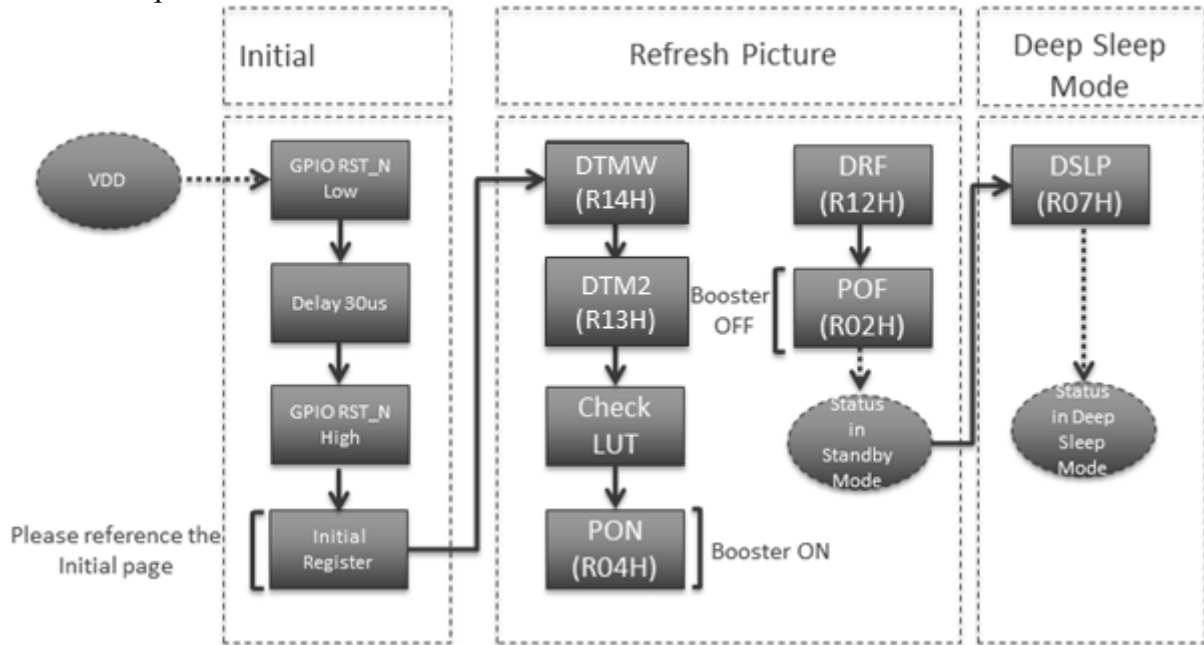 Initial
Refresh Picture
Deep Sleep
Mode
VDD
GPIO RST_N
Low
Delay 30us
GPIO RST_N
High
Please reference the
Initial page
Initial
Register
DTMW
(R14H)
DTM2
(R13H)
Check
LUT
PON
(R04H)
Booster ON
DRF
(R12H)
Booster
OFF
POF
(R02H)
Status
in
Standby
Mode
DSLP
(R07H)
Status
in Deep
Sleep
Mode